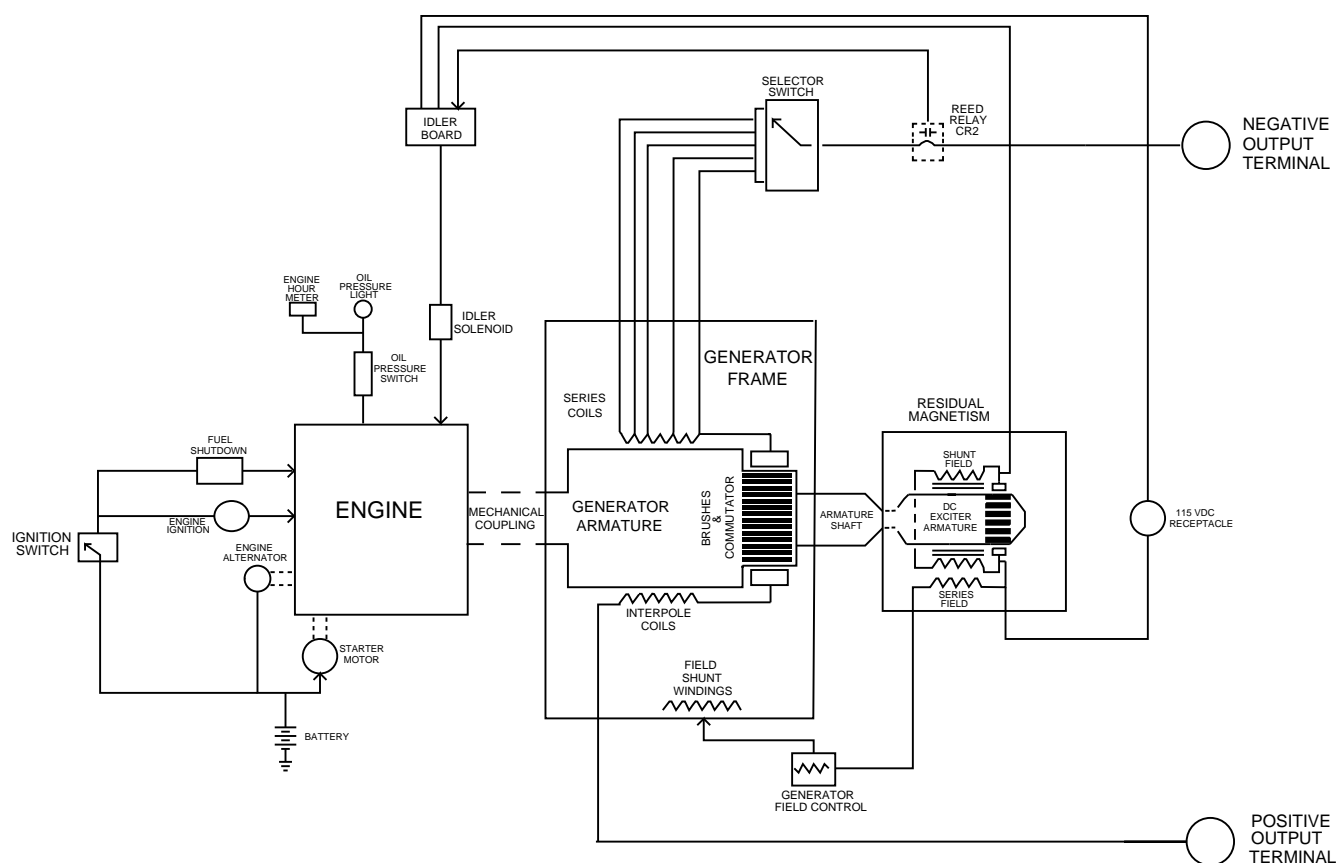 SELECTOR
SWITCH
IDLER
BOARD
REED
RELAY
CR2
NEGATIVE
OUTPUT
TERMINAL
ENGINE
HOUR
METER
OIL
PRESSURE
LIGHT
IDLER
SOLENOID
OIL
PRESSURE
SWITCH
GENERATOR
FRAME
SERIES
COILS
RESIDUAL
MAGNETISM
FUEL
SHUTDOWN
ENGINE
IGNITION
IGNITION
SWITCH
ENGINE
ALTERNATOR
ENGINE
MECHANICAL
COUPLING
GENERATOR
ARMATURE
BRUSHES
&
COMMUTATOR
ARMATURE
SHAFT
SHUNT
FIELD
DC
EXCITER
ARMATURE
SERIES
FIELD
115 VDC
RECEPTACLE
INTERPOLE
COILS
STARTER
MOTOR
FIELD
SHUNT
WINDINGS
BATTERY
GENERATOR
FIELD CONTROL
POSITIVE
OUTPUT
TERMINAL